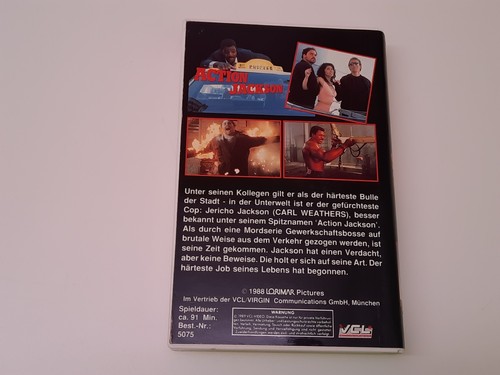 ACTION
JACKSON
Unter seinen Kollegen gilt er als der härteste Bulle
der Stadt - in der Unterwelt ist er der gefürchteste
Cop: Jericho Jackson (CARL WEATHERS), besser
bekannt unter seinem Spitznamen 'Action Jackson'.
Als durch eine Mordserie Gewerkschaftsbosse auf
brutale Weise aus dem Verkehr gezogen werden, ist
seine Zeit gekommen. Jackson hat einen Verdacht,
aber keine Beweise. Die holt er sich auf seine Art. Der
härteste Job seines Lebens hat begonnen.
© 1988 LORIMAR Pictures
Im Vertrieb der VCL/VIRGIN Communications GmbH, München
Spieldauer:
ca. 91 Min.
Best.-Nr.:
5075
WARNUNG
VCL